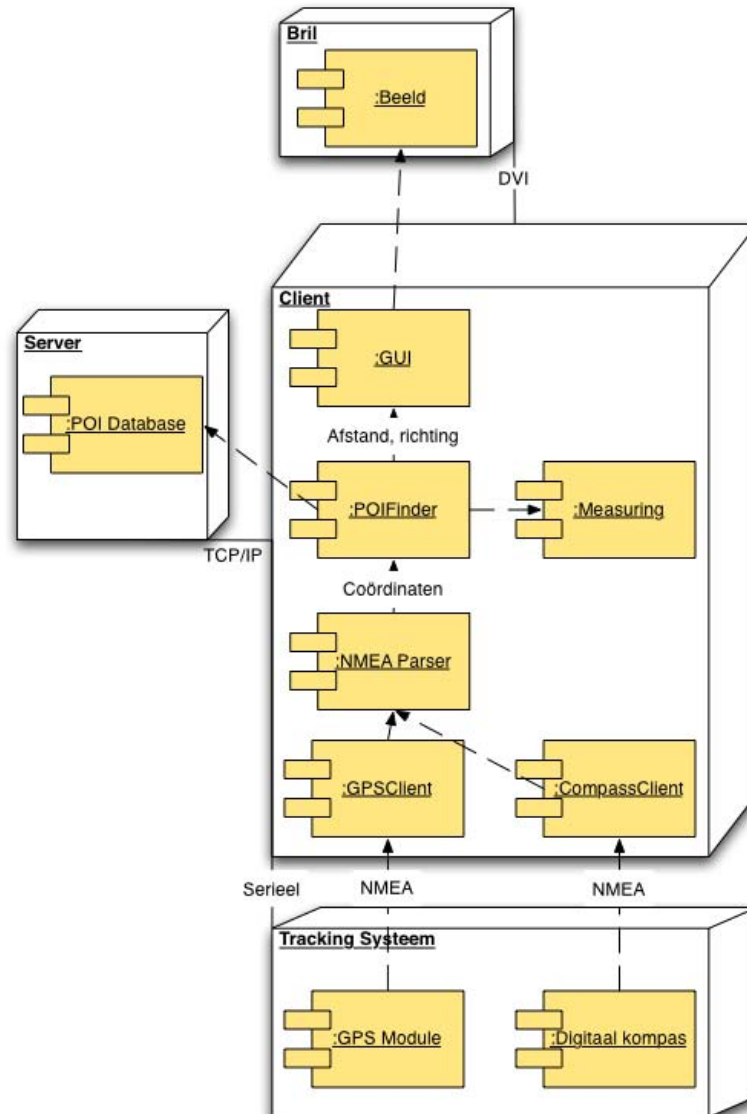 Bril
:Beeld
DVI
Client
:GUI
Server
:POI Database
Afstand, richting
:POIFinder
:Measuring
TCP/IP
Coördinaten
:NMEA Parser
:GPSClient
:CompassClient
Serieel
NMEA
NMEA
Tracking Systeem
:GPS Module
:Digitaal kompas